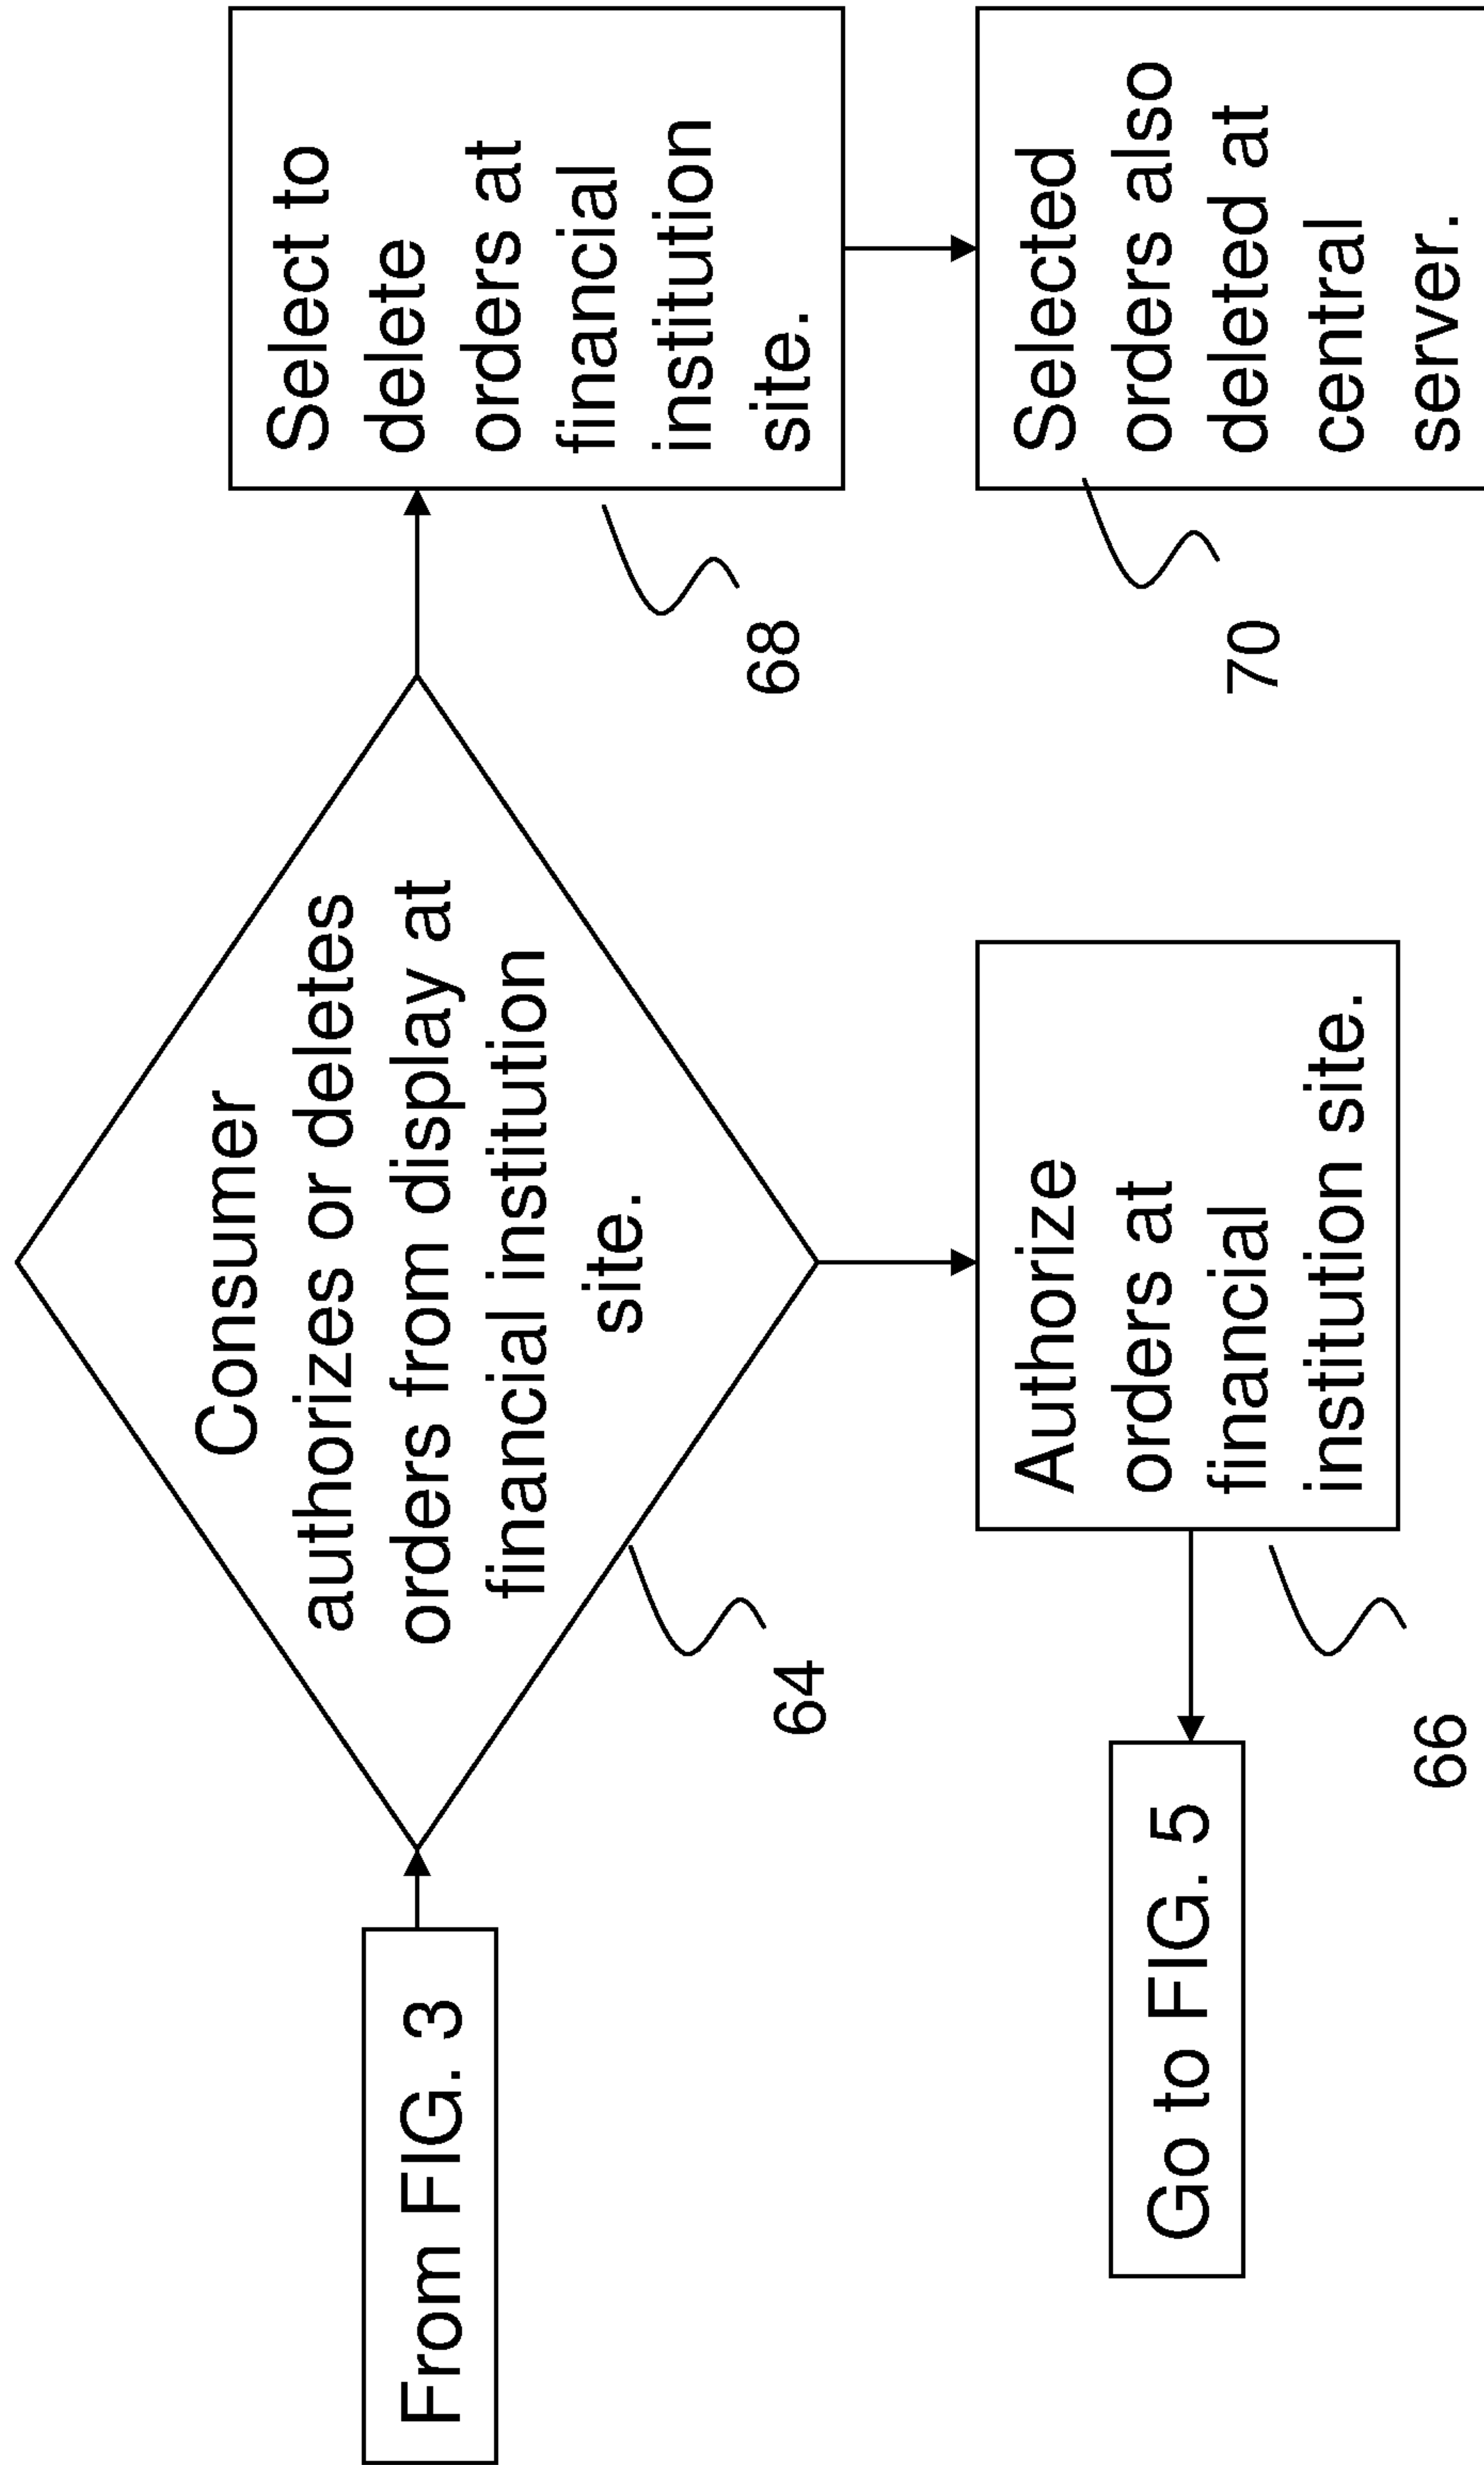 From FIG. 3
Consumer
authorizes or deletes
orders from display at
financial institution
site.
64
Select to
delete
orders at
financial
institution
site.
68
Go to FIG. 5
Authorize
orders at
financial
institution site.
66
Selected
orders also
deleted at
central
server.
70